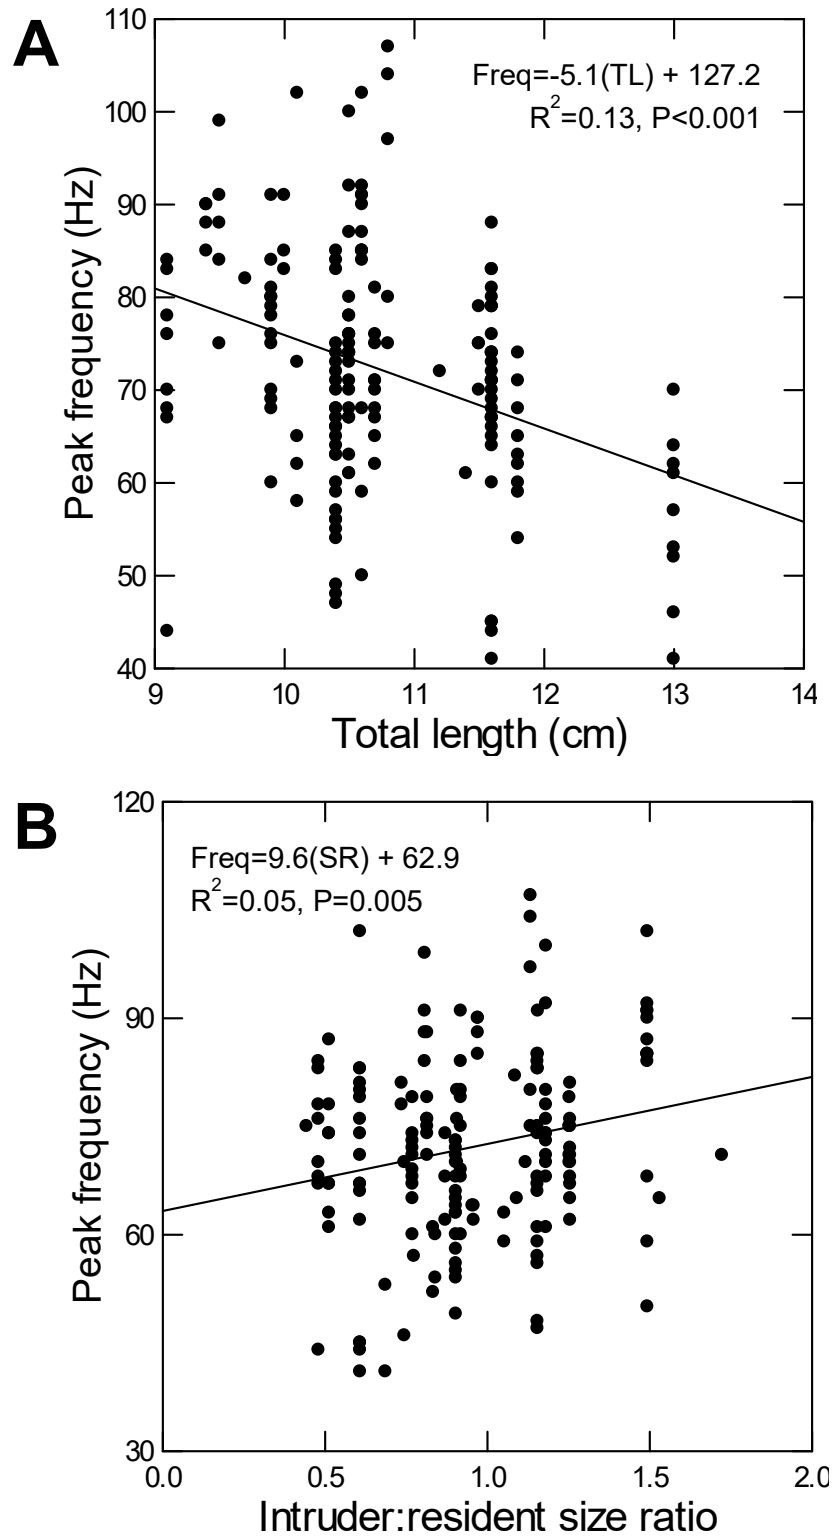 A
110
100
90
80
70
60
50
40
Peak frequency (Hz)
Freq=-5.1(TL) + 127.2
R²=0.13, P<0.001
9 10 11 12 13 14
Total length (cm)
B
120
90
60
30
Peak frequency (Hz)
Freq=9.6(SR) + 62.9
R²=0.05, P=0.005
0.0 0.5 1.0 1.5 2.0
Intruder:resident size ratio